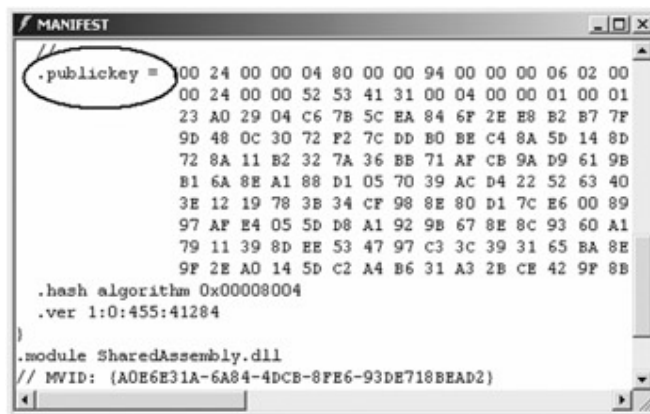 MANIFEST
//
.publickey = (00 24 00 00 04 80 00 00 94 00 00 00 06 02 00
00 24 00 00 52 53 41 31 00 04 00 00 01 00 01
23 A0 29 04 C6 7B 5C EA 84 6F 2E E8 B2 B7 7F
9D 48 0C 30 72 F2 7C DD B0 BE C4 8A 5D 14 8D
72 8A 11 B2 32 7A 36 BB 71 AF CB 9A D9 61 9B
B1 6A 8E A1 88 D1 05 70 39 AC D4 22 52 63 40
3E 12 19 78 3B 34 CF 98 8E 80 D1 7C E6 00 89
97 AF E4 05 5D D8 A1 92 9B 67 8E 8C 93 60 A1
79 11 39 8D EE 53 47 97 C3 3C 39 31 65 BA 8E
9F 2E A0 14 5D C2 A4 B6 31 A3 2B CE 42 9F 8B
.hash algorithm 0x00008004
.ver 1:0:455:41284
}
.module SharedAssembly.dll
// MVID: {A0E6E31A-6A84-4DCB-8FE6-93DE718BEAD2}